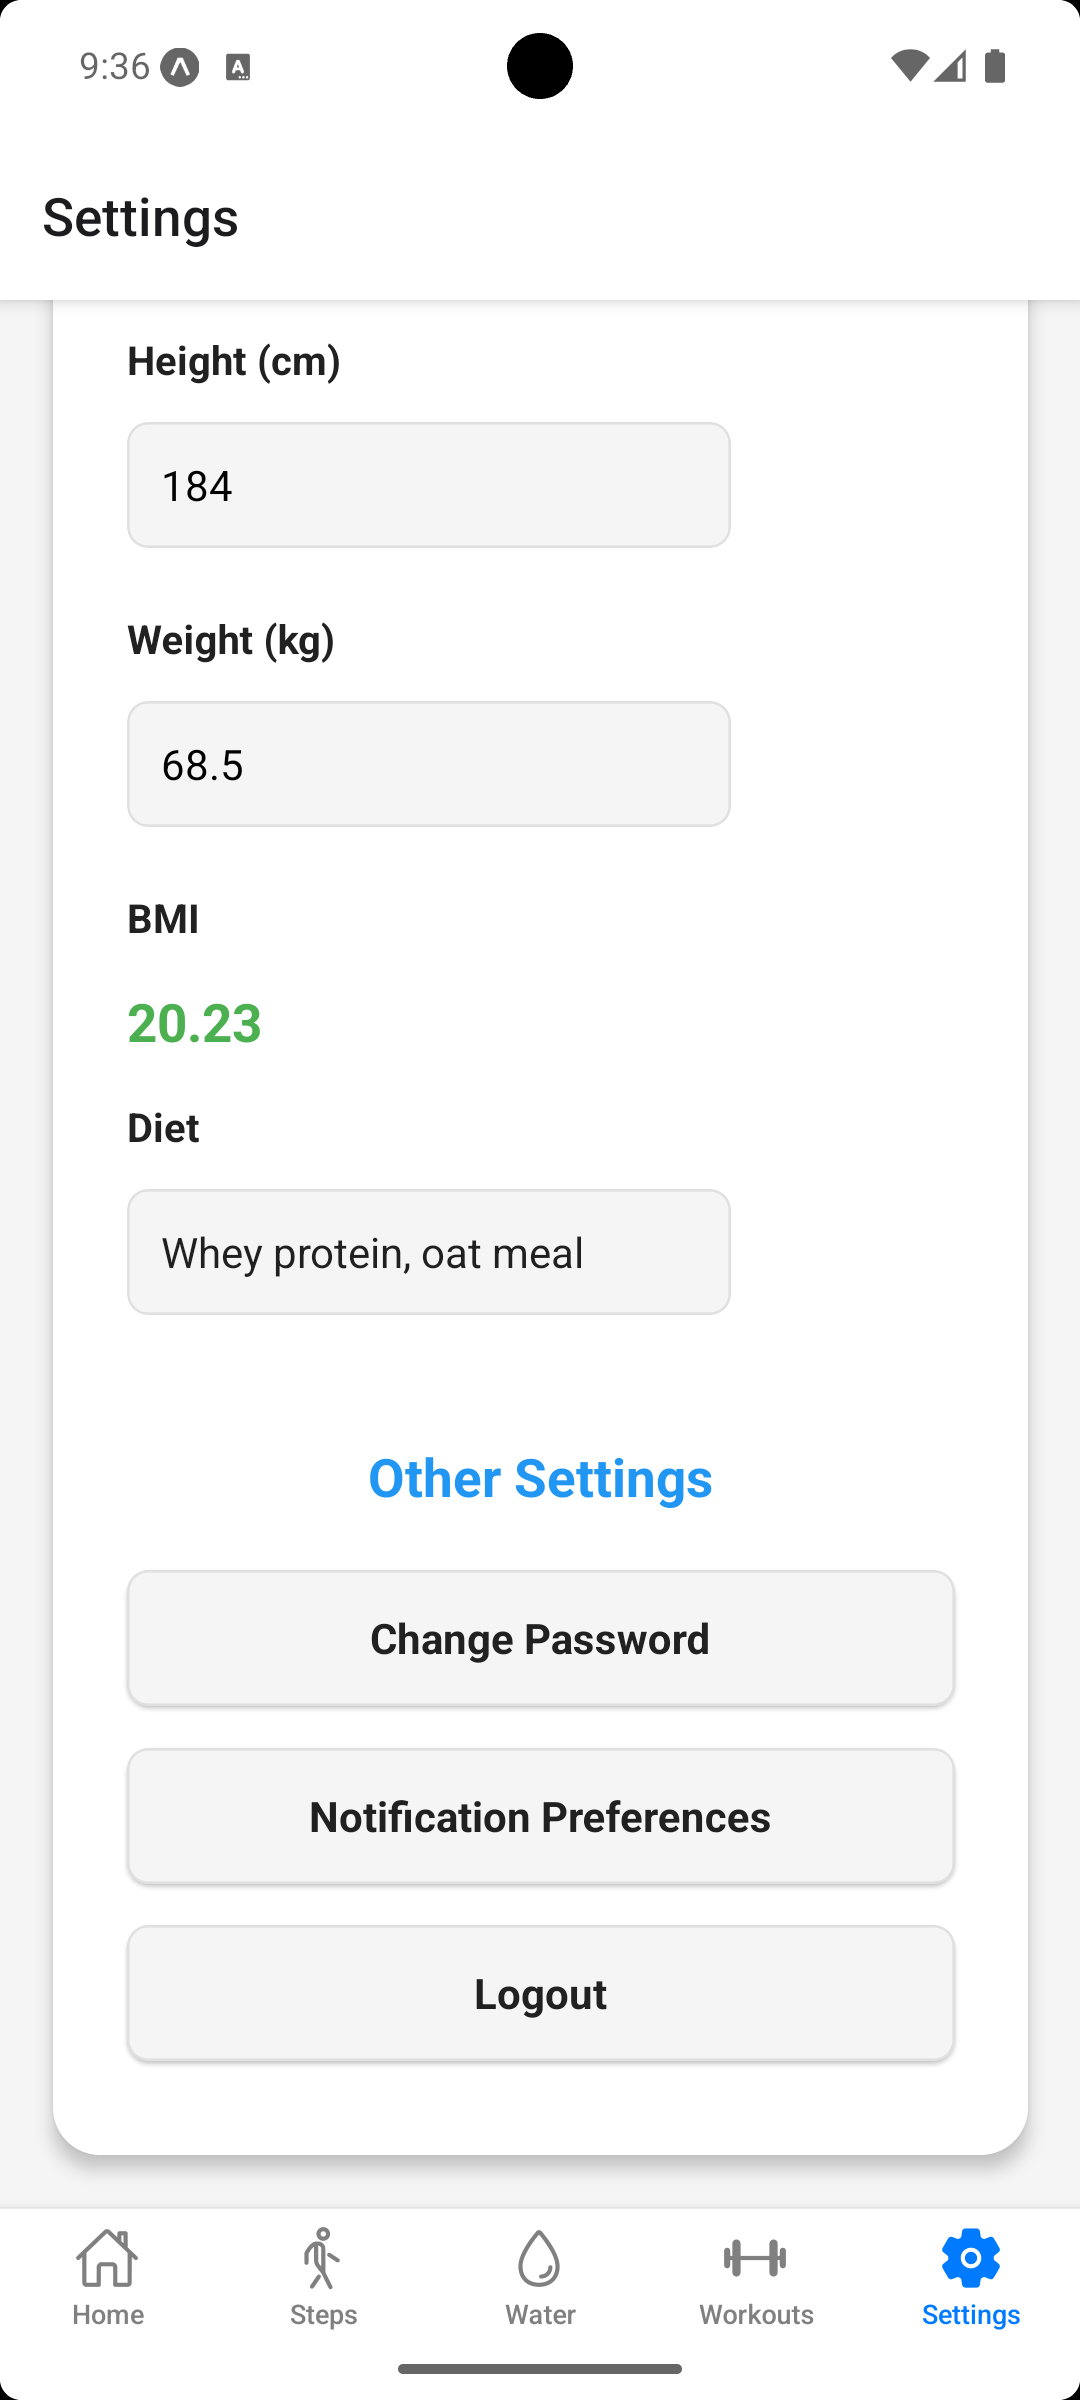 9:36
A
Settings
Height (cm)
184
Weight (kg)
68.5
BMI
20.23
Diet
Whey protein, oat meal
Other Settings
Change Password
Notification Preferences
Logout
Home
Steps
Water
Workouts
Settings